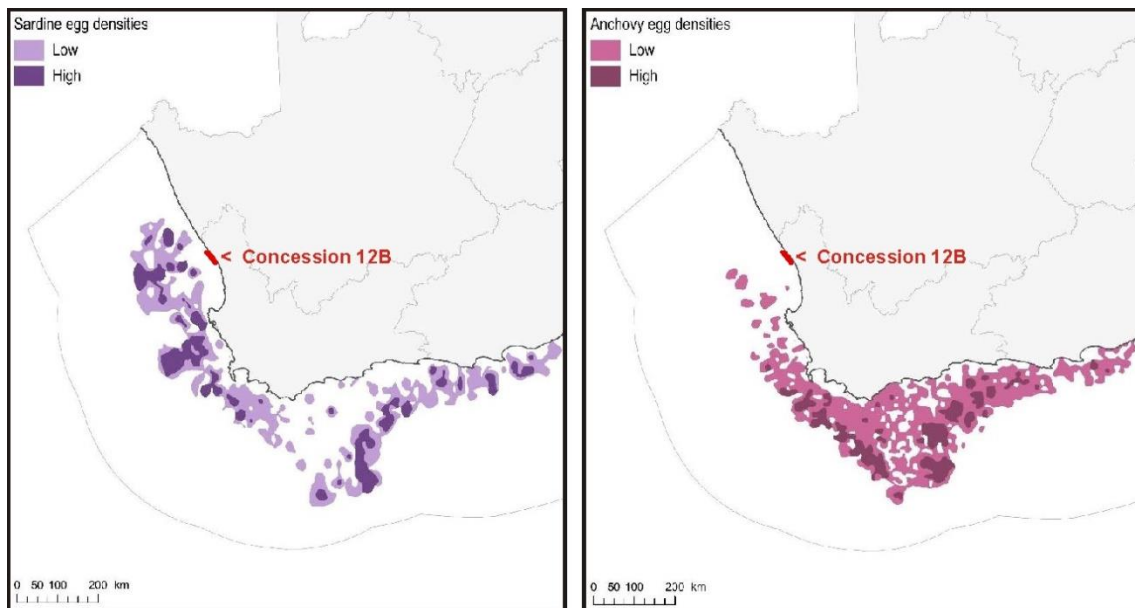 Sardine egg densities
Low
High
< Concession 12B
0 50 100 200 km
Anchovy egg densities
Low
High
< Concession 12B
0 50 100 200 km